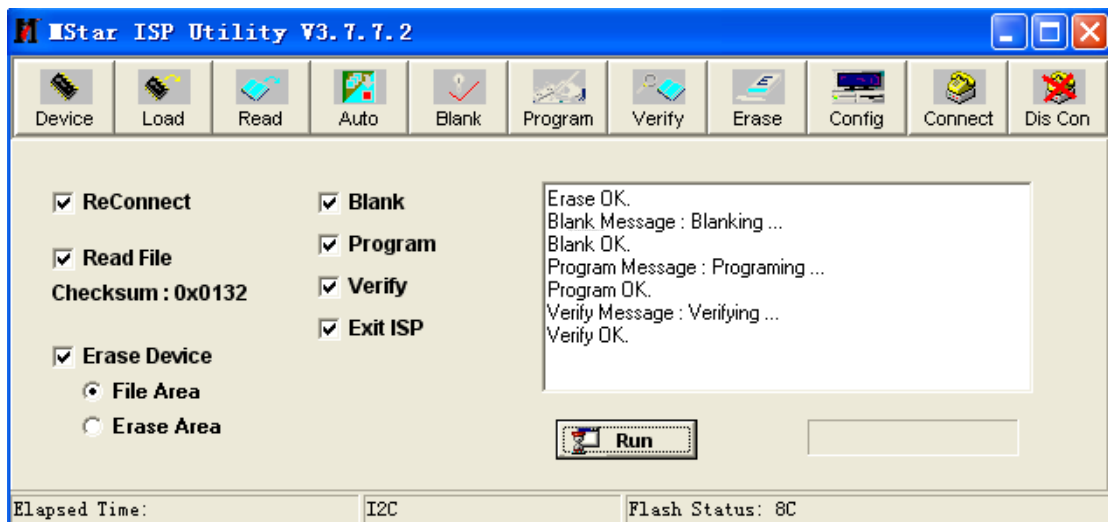 MStar ISP Utility V3.7.7.2
Device Load Read Auto Blank Program Verify Erase Config Connect Dis Con
ReConnect
Read File
Checksum : 0x0132
Erase Device
File Area
Erase Area
Blank
Program
Verify
Exit ISP
Erase OK.
Blank Message : Blanking ...
Blank OK.
Program Message : Programing ...
Program OK.
Verify Message : Verifying ...
Verify OK.
Run
Elapsed Time: I2C Flash Status: 8C